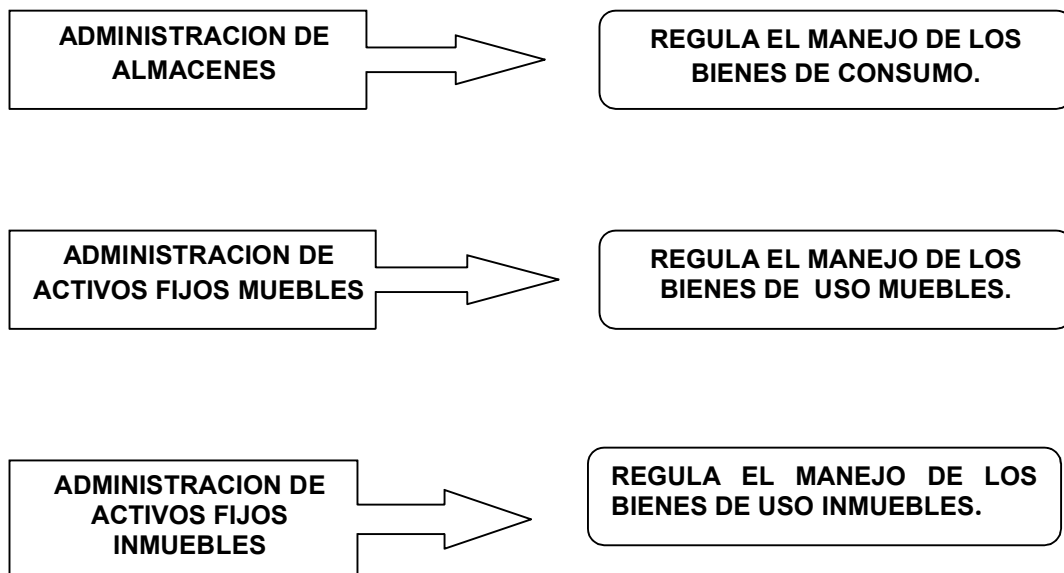 ADMINISTRACION DE
ALMACENES
REGULA EL MANEJO DE LOS
BIENES DE CONSUMO.
ADMINISTRACION DE
ACTIVOS FIJOS MUEBLES
REGULA EL MANEJO DE LOS
BIENES DE USO MUEBLES.
ADMINISTRACION DE
ACTIVOS FIJOS
INMUEBLES
REGULA EL MANEJO DE LOS
BIENES DE USO INMUEBLES.